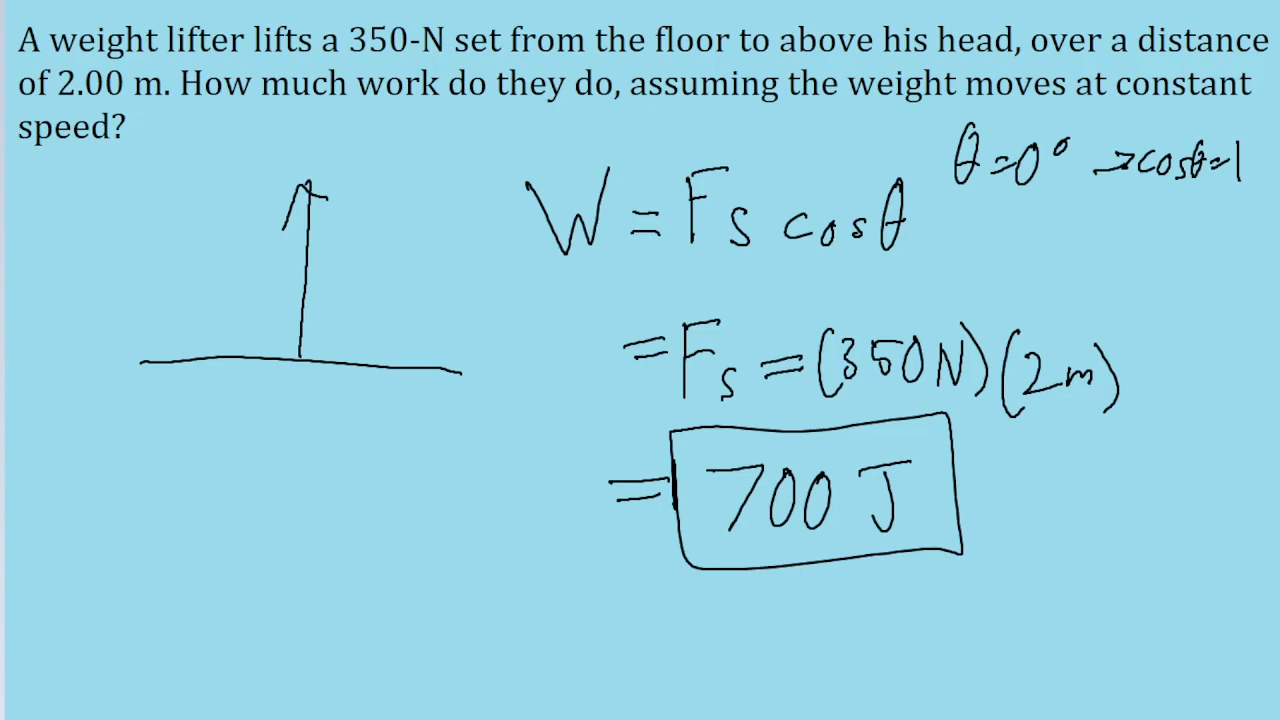 A weight lifter lifts a 350-N set from the floor to above his head, over a distance
of 2.00 m. How much work do they do, assuming the weight moves at constant
speed?
θ=0° →cosθ=1
W = Fs cosθ
= Fs = (350N)(2m)
= 700 J